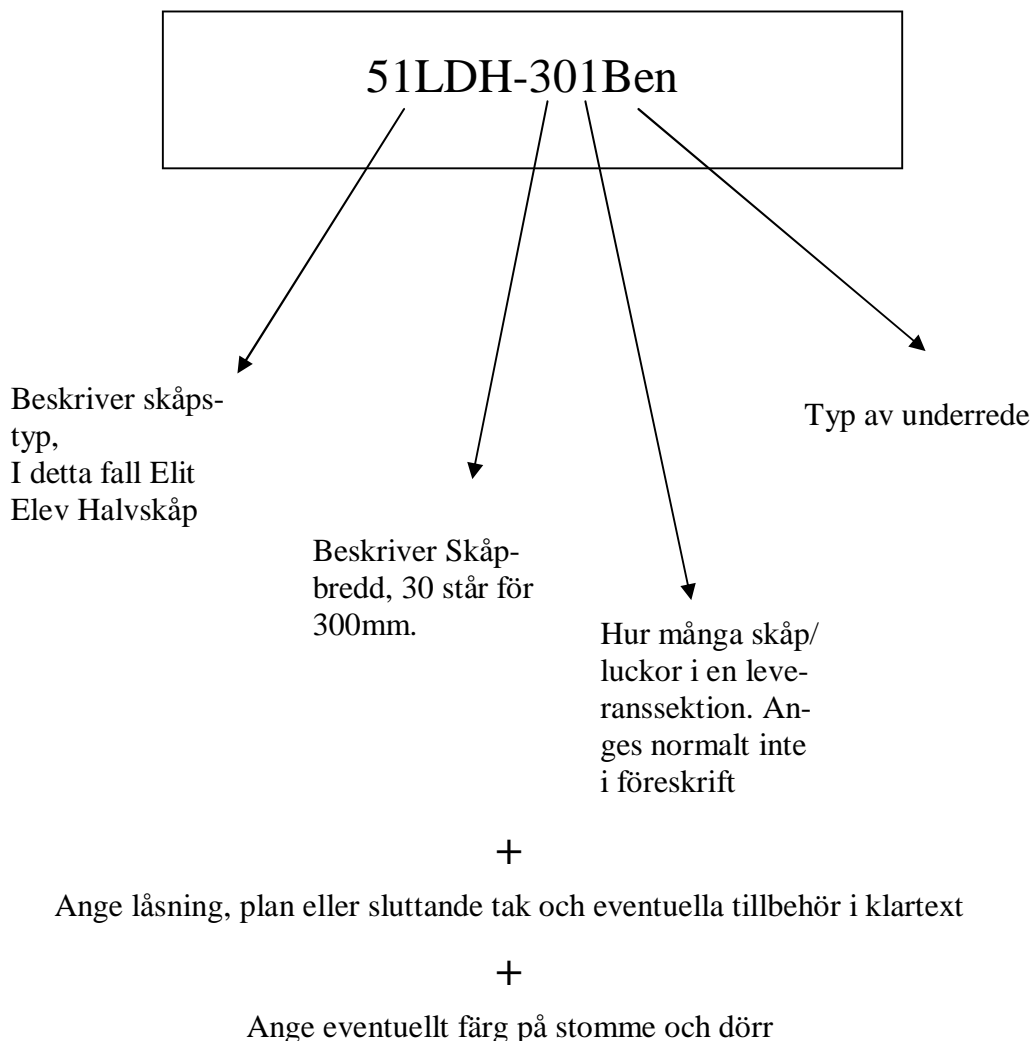 51LDH-301Ben
Beskriver skåps-
typ,
I detta fall Elit
Elev Halvskåp
Beskriver Skåp-
bredd, 30 står för
300mm.
Hur många skåp/
luckor i en leve-
ranssektion. An-
ges normalt inte
i föreskrift
Typ av underrede
+
Ange låsning, plan eller sluttande tak och eventuella tillbehör i klartext
+
Ange eventuellt färg på stomme och dörr